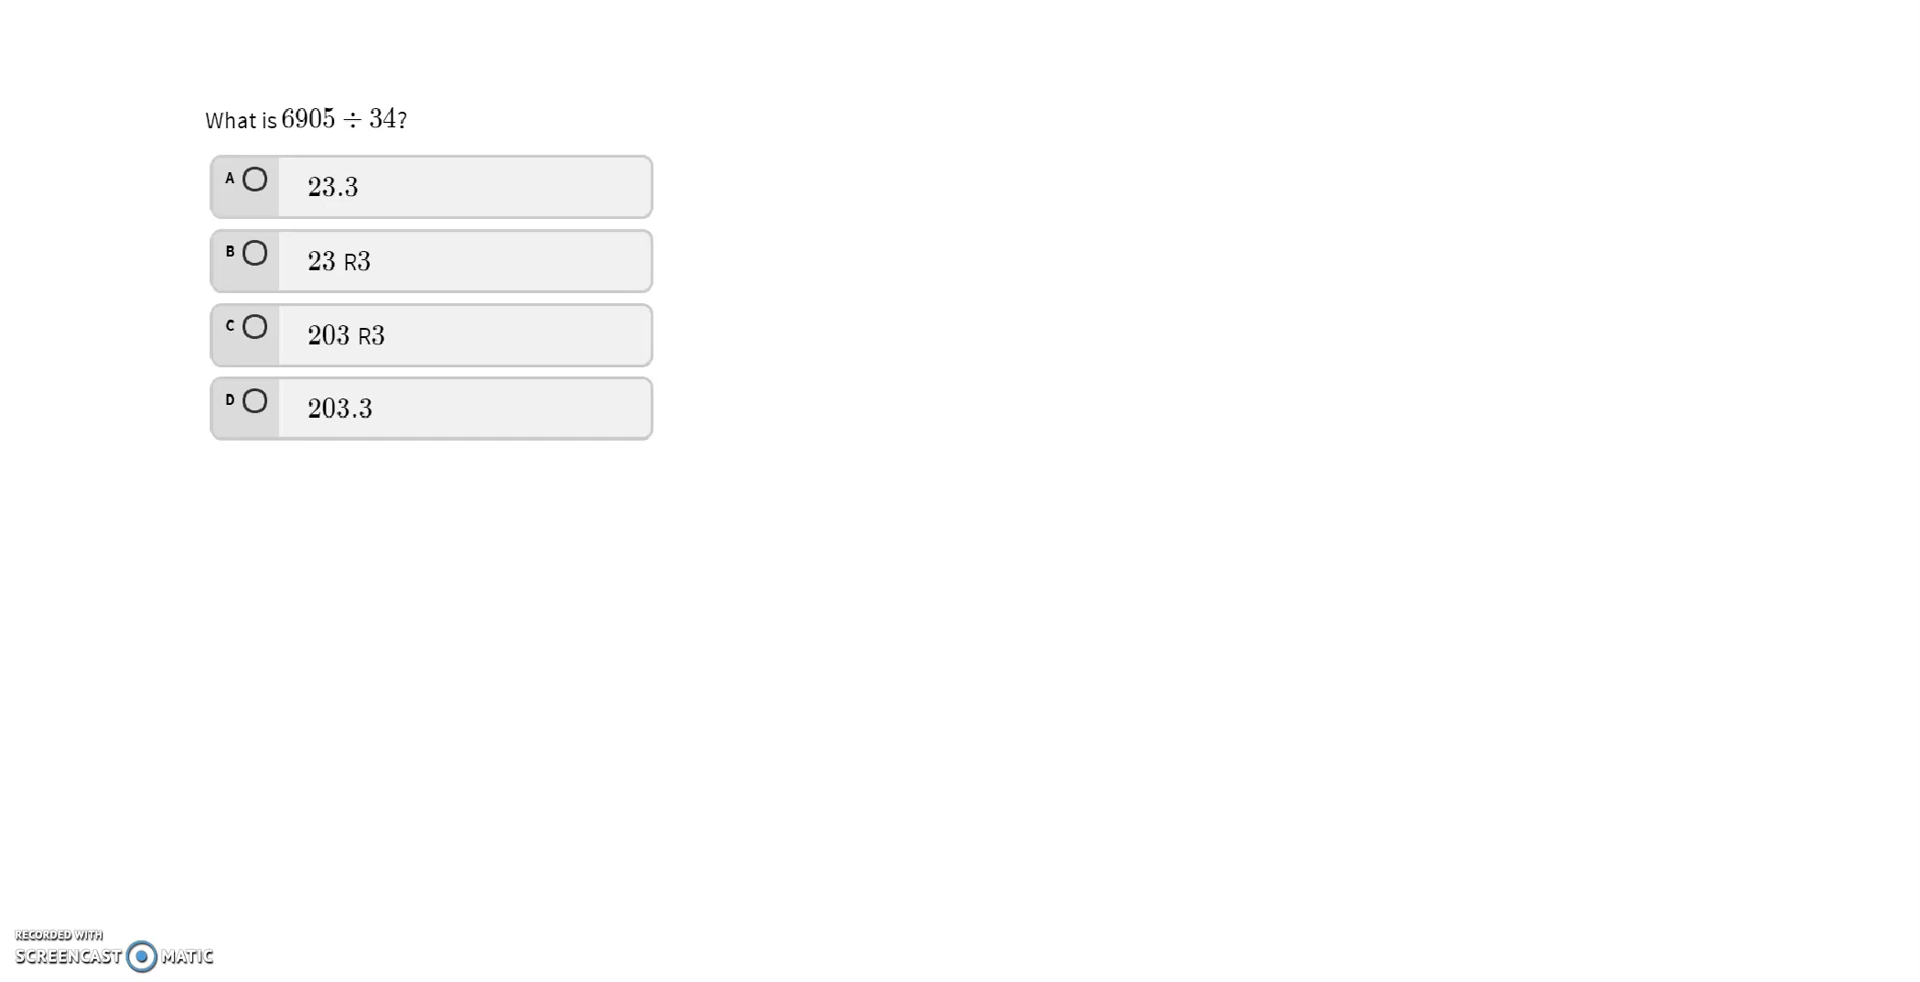 What is 6905 ÷ 34?
A 23.3
B 23 R3
C 203 R3
D 203.3
RECORDED WITH
SCREENCAST MATIC